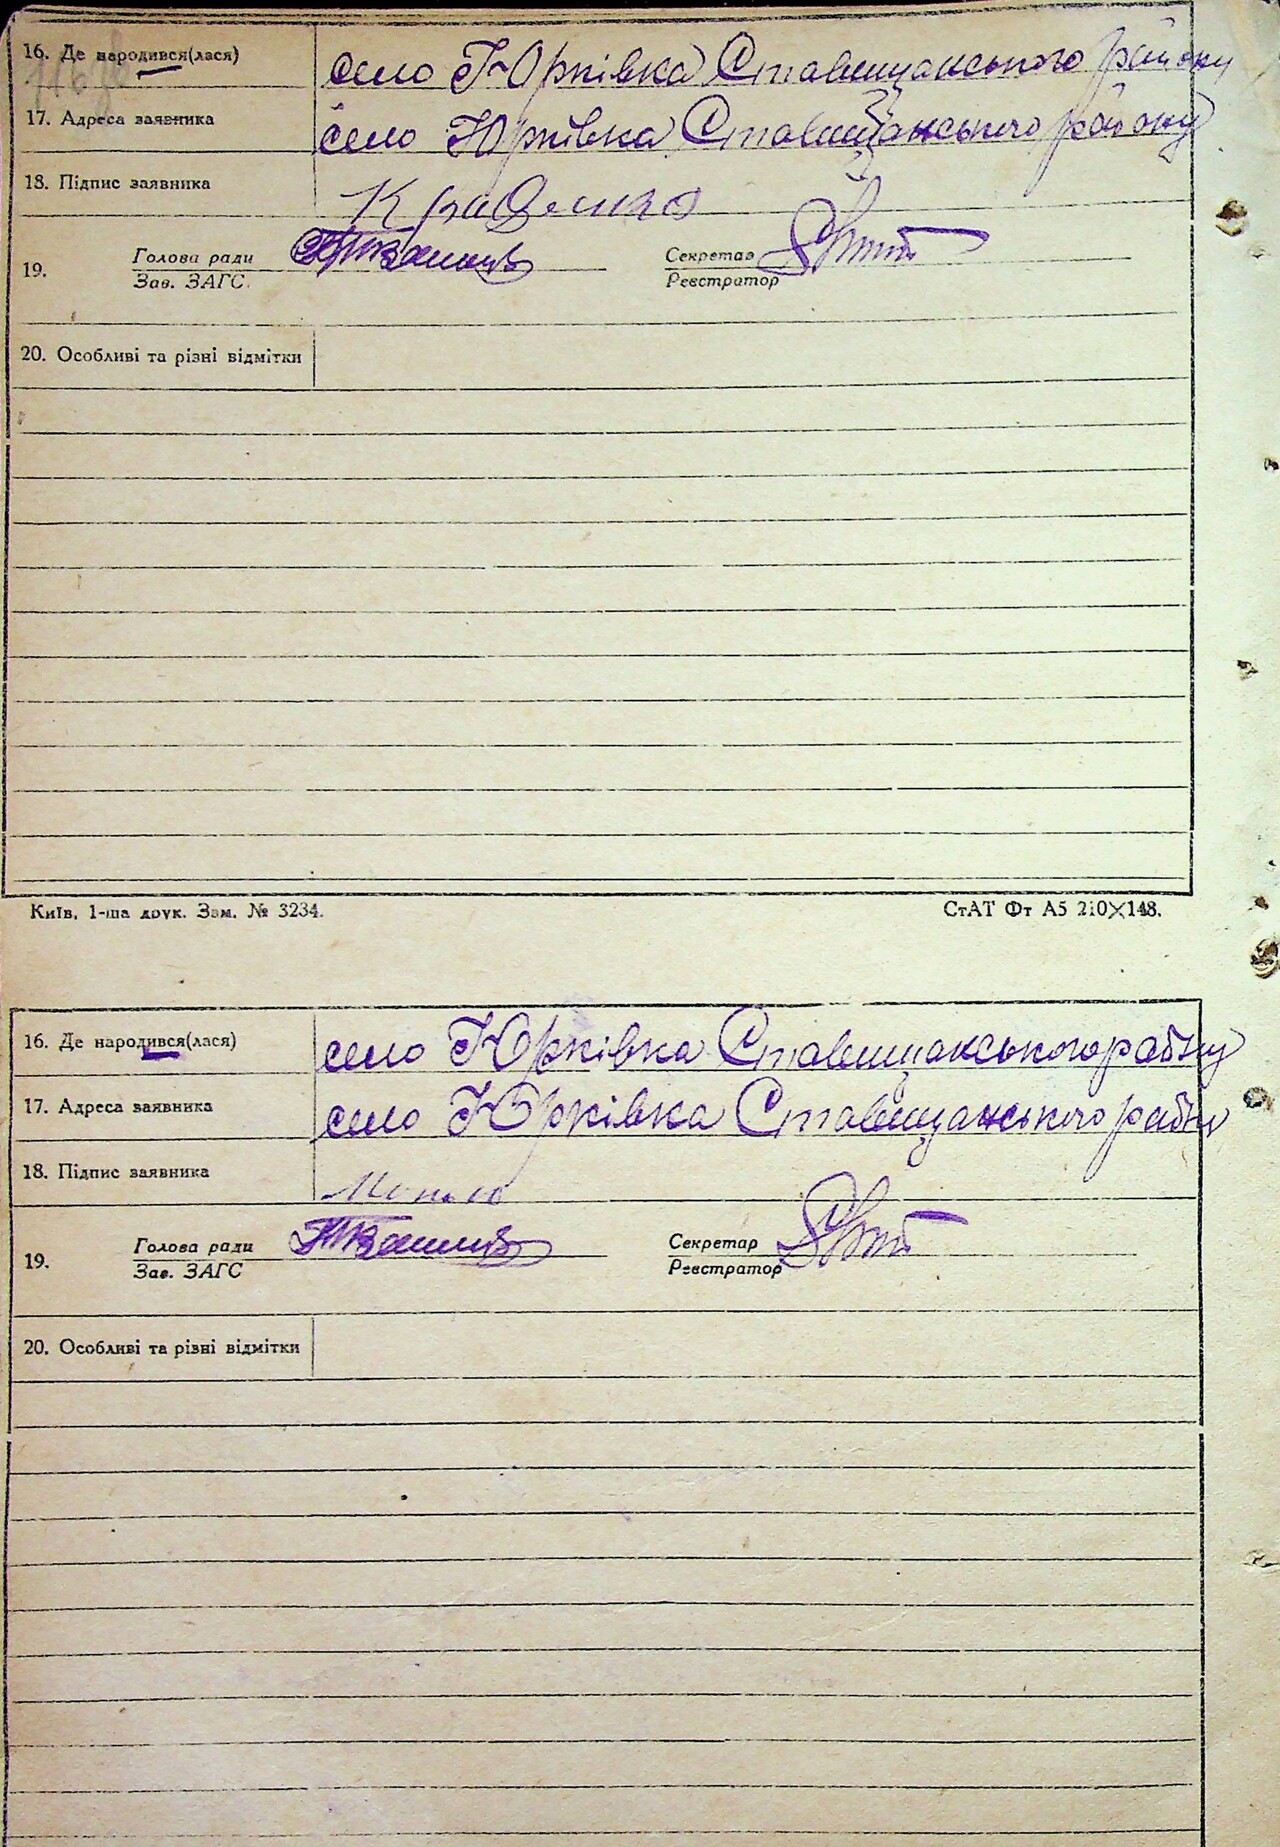 16. Де народився(лася) село Юрківка Ставищанського району
17. Адреса заявника село Юрківка Ставищанського району
18. Підпис заявника Кравченко
19. Голова ради Секретар
Зав. ЗАГС. Реєстратор
20. Особливі та різні відмітки
Київ, 1-ша друк. Зам. № 3234. СтАТ Фт А5 210×148.
16. Де народився(лася) село Юрківка Ставищанського району
17. Адреса заявника село Юрківка Ставищанського району
18. Підпис заявника
19. Голова ради Секретар
Зав. ЗАГС Реєстратор
20. Особливі та різні відмітки